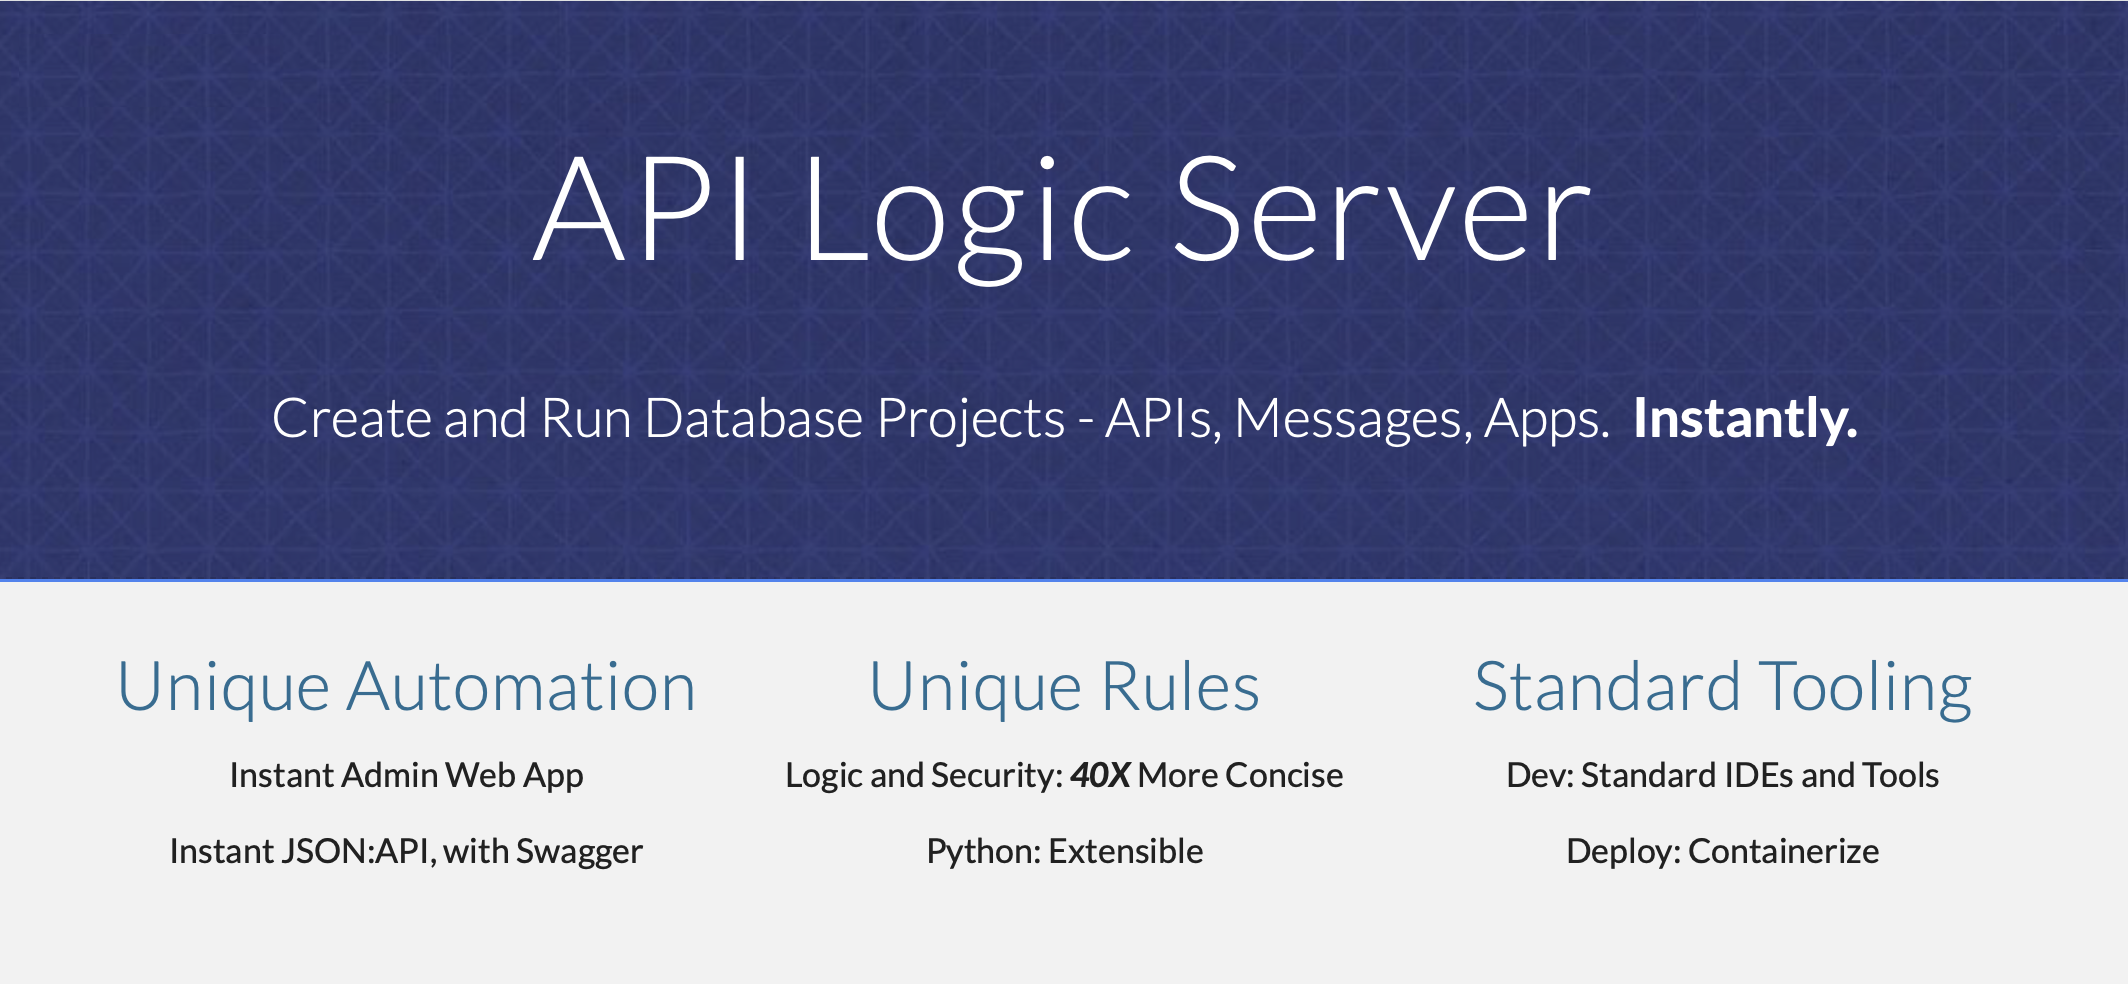 API Logic Server
Create and Run Database Projects - APIs, Messages, Apps. Instantly.
Unique Automation
Instant Admin Web App
Instant JSON:API, with Swagger
Unique Rules
Logic and Security: 40X More Concise
Python: Extensible
Standard Tooling
Dev: Standard IDEs and Tools
Deploy: Containerize